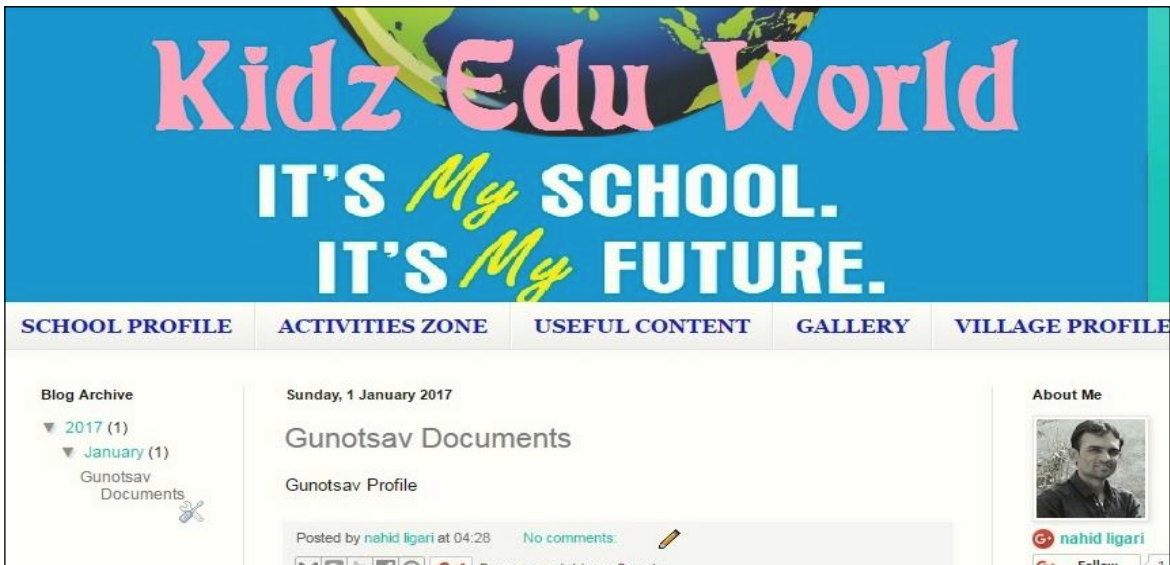 Kidz Edu World
IT'S My SCHOOL.
IT'S My FUTURE.
SCHOOL PROFILE ACTIVITIES ZONE USEFUL CONTENT GALLERY VILLAGE PROFILE
Blog Archive
▼ 2017 (1)
▼ January (1)
Gunotsav
Documents
Sunday, 1 January 2017
Gunotsav Documents
Gunotsav Profile
Posted by nahid ligari at 04:28 No comments:
About Me
nahid ligari
Follow